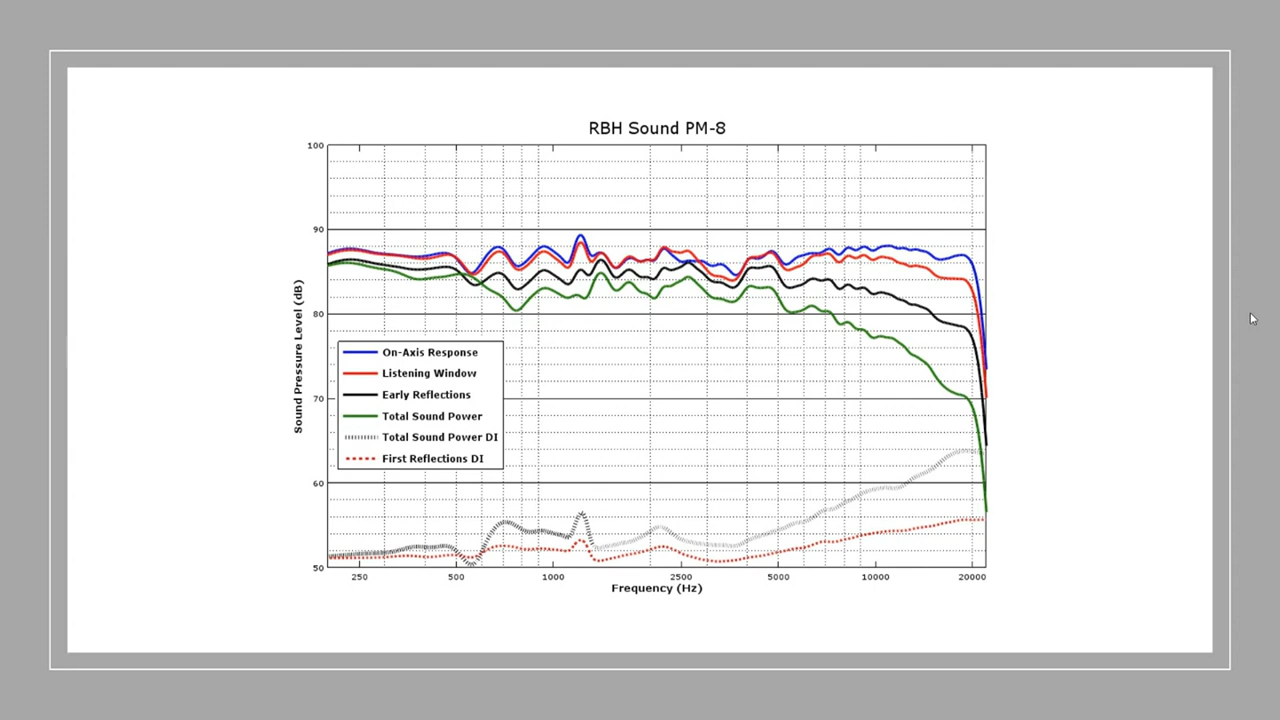 RBH Sound PM-8
100
90
80
70
60
50
Sound Pressure Level (dB)
On-Axis Response
Listening Window
Early Reflections
Total Sound Power
Total Sound Power DI
First Reflections DI
250 500 1000 2500 5000 10000 20000
Frequency (Hz)